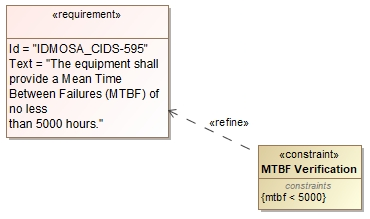 «requirement»
Id = "IDMOSA_CIDS-595"
Text = "The equipment shall
provide a Mean Time
Between Failures (MTBF) of
no less
than 5000 hours."
«refine»
«constraint»
MTBF Verification
constraints
{mtbf < 5000}